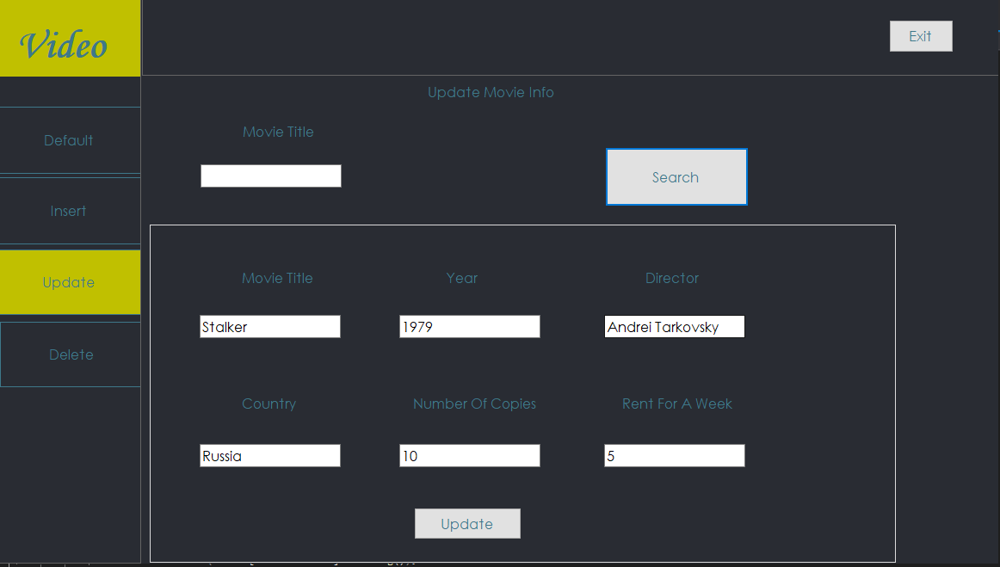 Video
Exit
Update Movie Info
Default
Insert
Update
Delete
Movie Title
Search
Movie Title Year Director
Stalker 1979 Andrei Tarkovsky
Country Number Of Copies Rent For A Week
Russia 10 5
Update